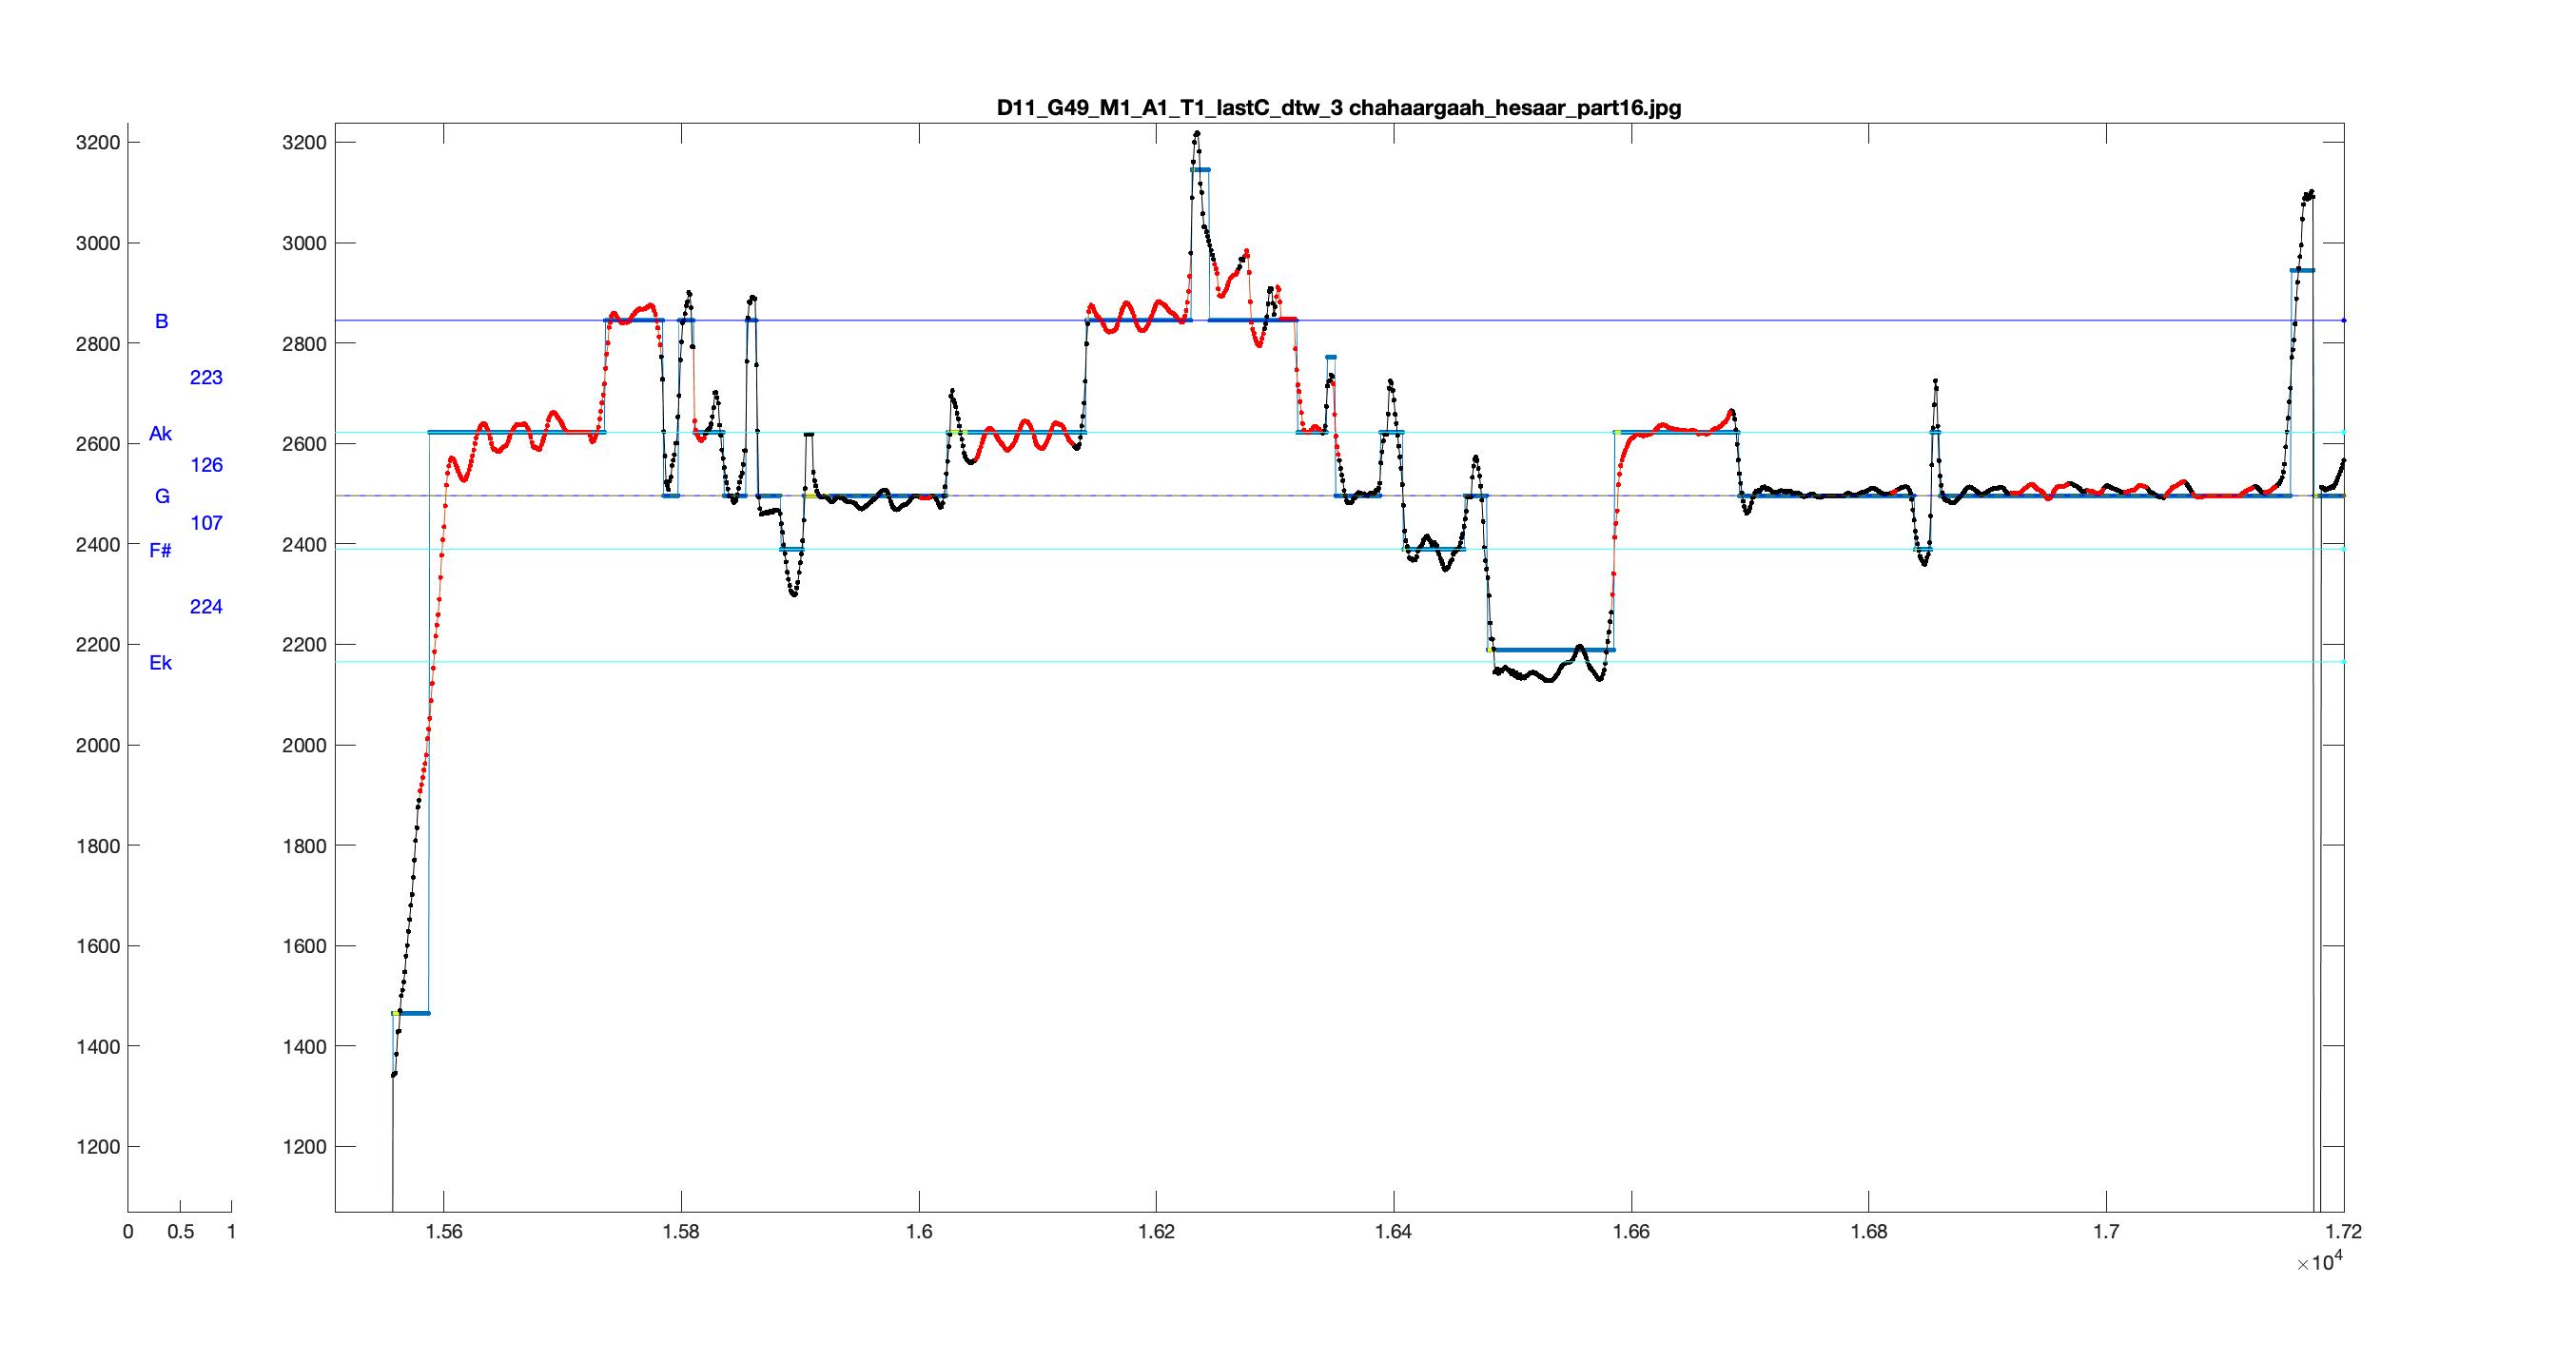 D11_G49_M1_A1_T1_lastC_dtw_3 chahaargaah_hesaar_part16.jpg
3200 3200
3000 3000
B
2800 2800
223
Ak
2600 2600
126
G
107
2400 F# 2400
224
2200 2200
Ek
2000 2000
1800 1800
1600 1600
1400 1400
1200 1200
0 0.5 1 1.56 1.58 1.6 1.62 1.64 1.66 1.68 1.7 1.72
×10⁴